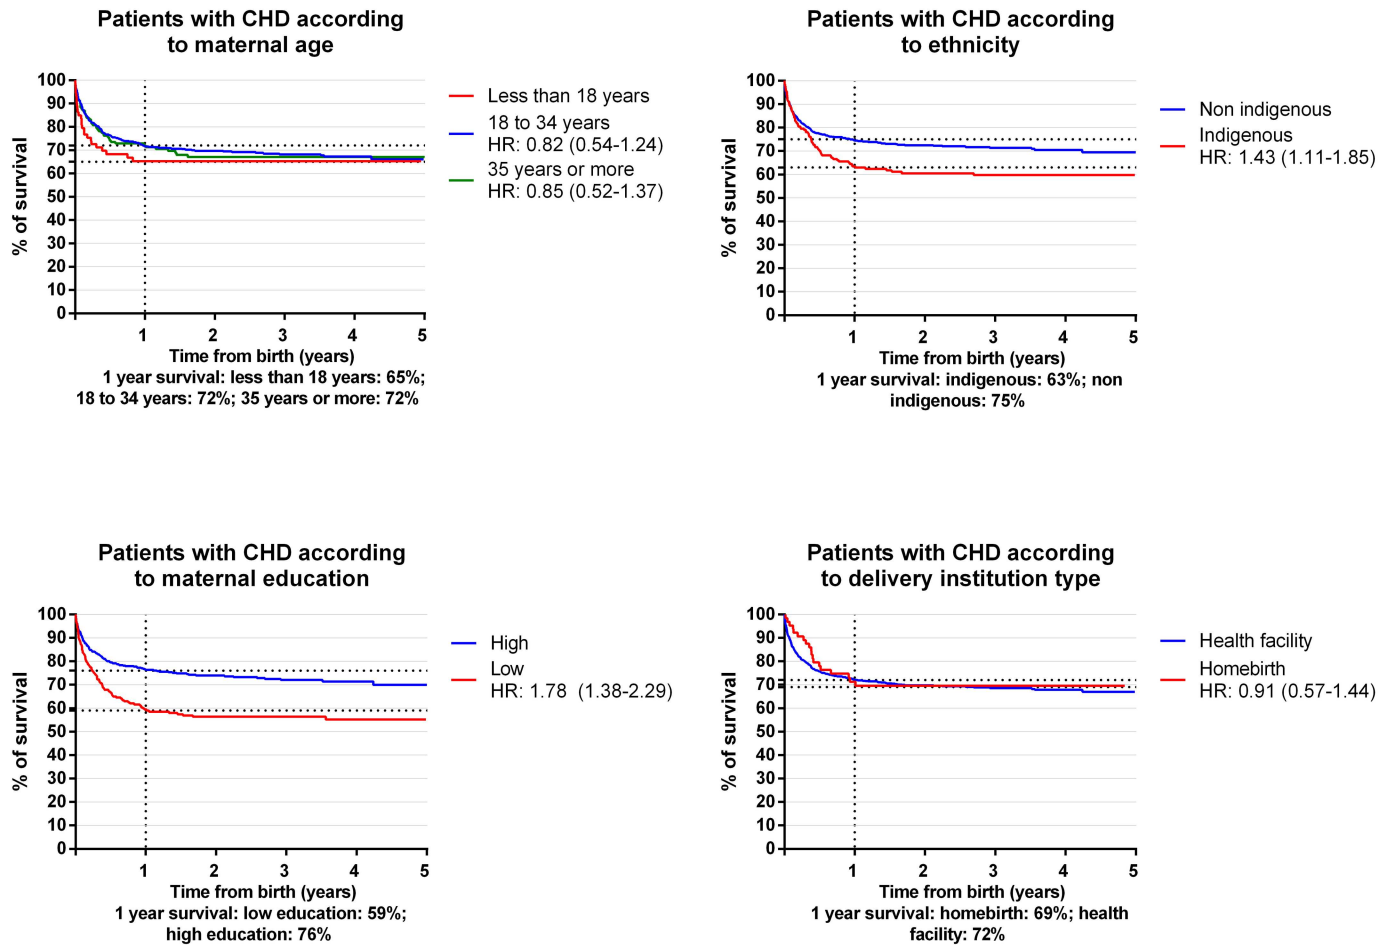 Patients with CHD according
to maternal age
100
90
80
70
60
50
40
30
20
10
0
% of survival
1
2
3
4
5
Time from birth (years)
1 year survival: less than 18 years: 65%;
18 to 34 years: 72%; 35 years or more: 72%
Less than 18 years
18 to 34 years
HR: 0.82 (0.54-1.24)
35 years or more
HR: 0.85 (0.52-1.37)
Patients with CHD according
to ethnicity
100
90
80
70
60
50
40
30
20
10
0
% of survival
1
2
3
4
5
Time from birth (years)
1 year survival: indigenous: 63%; non
indigenous: 75%
Non indigenous
Indigenous
HR: 1.43 (1.11-1.85)
Patients with CHD according
to maternal education
100
90
80
70
60
50
40
30
20
10
0
% of survival
1
2
3
4
5
Time from birth (years)
1 year survival: low education: 59%;
high education: 76%
High
Low
HR: 1.78 (1.38-2.29)
Patients with CHD according
to delivery institution type
100
90
80
70
60
50
40
30
20
10
0
% of survival
1
2
3
4
5
Time from birth (years)
1 year survival: homebirth: 69%; health
facility: 72%
Health facility
Homebirth
HR: 0.91 (0.57-1.44)